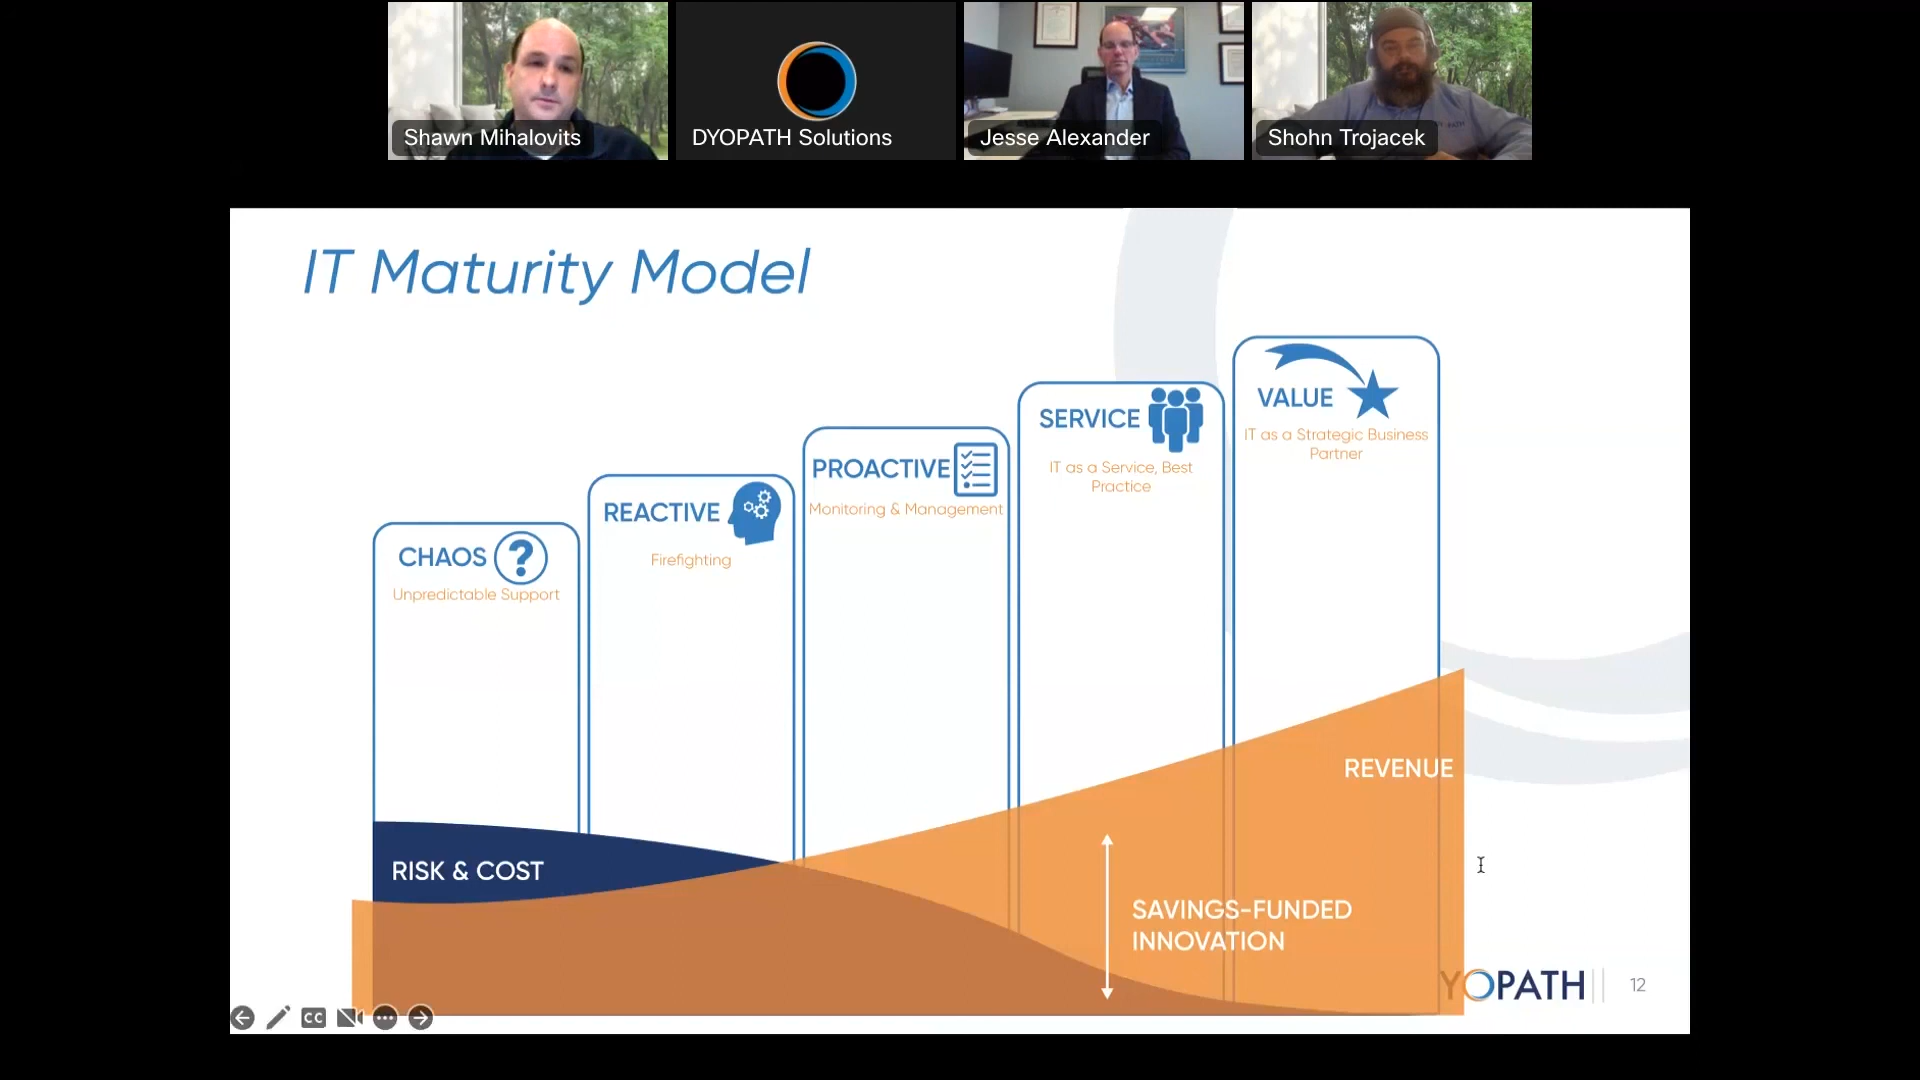 Shawn Mihalovits
DYOPATH Solutions
Jesse Alexander
Shohn Trojacek
IT Maturity Model
CHAOS
?
Unpredictable Support
REACTIVE
Firefighting
PROACTIVE
Monitoring & Management
SERVICE
IT as a Service, Best
Practice
VALUE
IT as a Strategic Business
Partner
RISK & COST
REVENUE
SAVINGS-FUNDED
INNOVATION
YOPATH
12
CC